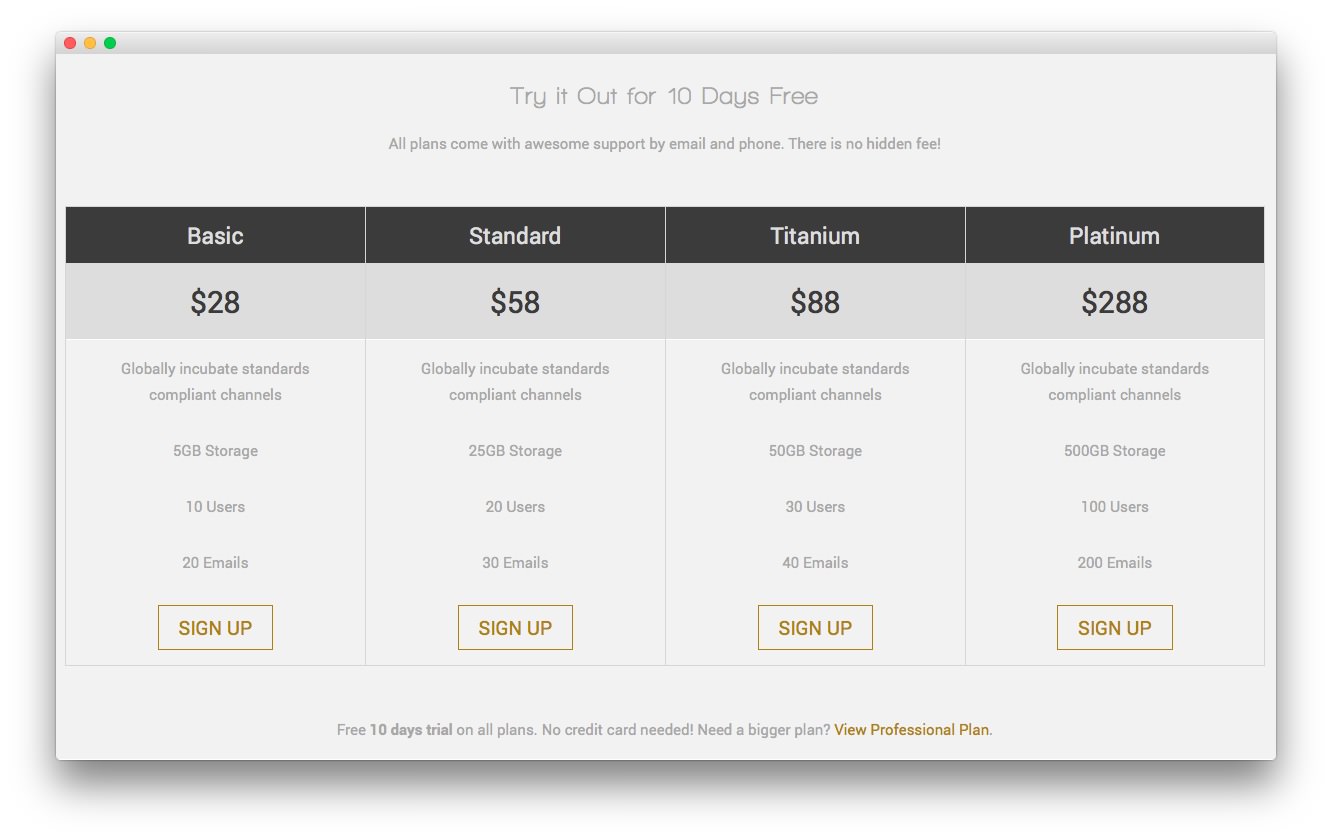 Try it Out for 10 Days Free
All plans come with awesome support by email and phone. There is no hidden fee!
Basic
$28
Globally incubate standards
compliant channels
5GB Storage
10 Users
20 Emails
SIGN UP
Standard
$58
Globally incubate standards
compliant channels
25GB Storage
20 Users
30 Emails
SIGN UP
Titanium
$88
Globally incubate standards
compliant channels
50GB Storage
30 Users
40 Emails
SIGN UP
Platinum
$288
Globally incubate standards
compliant channels
500GB Storage
100 Users
200 Emails
SIGN UP
Free 10 days trial on all plans. No credit card needed! Need a bigger plan? View Professional Plan.